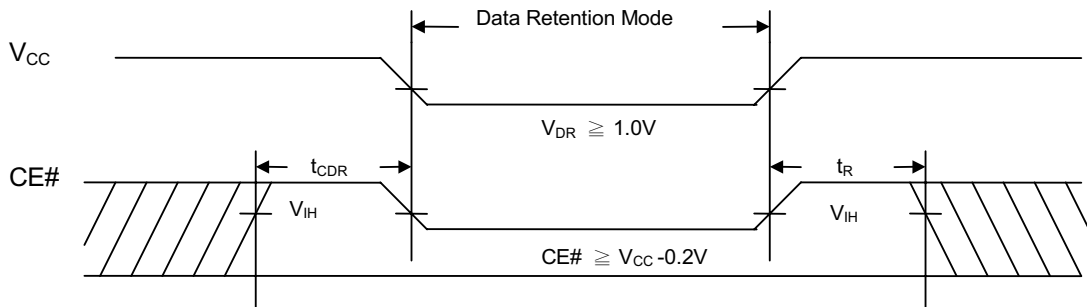 Data Retention Mode
VCC
VDR ≧ 1.0V
CE#
tCDR
tR
VIH
VIH
CE# ≧ VCC -0.2V